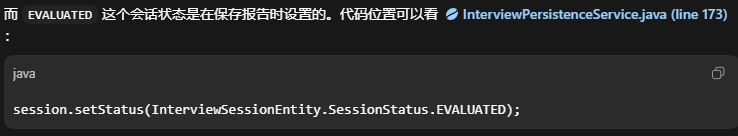 而 EVALUATED 这个会话状态是在保存报告时设置的。代码位置可以看 InterviewPersistenceService.java (line 173)
：
java
session.setStatus(InterviewSessionEntity.SessionStatus.EVALUATED);